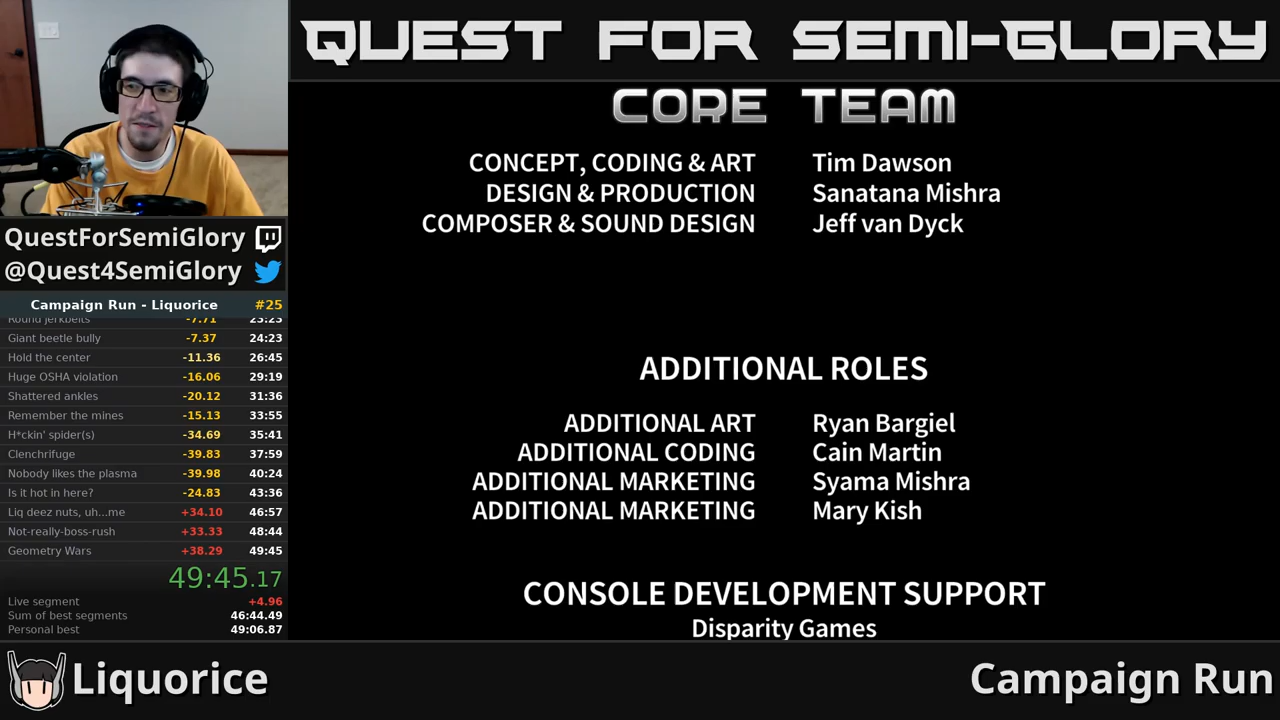 QUEST FOR SEMI-GLORY
CORE TEAM
CONCEPT, CODING & ART Tim Dawson
DESIGN & PRODUCTION Sanatana Mishra
COMPOSER & SOUND DESIGN Jeff van Dyck
ADDITIONAL ROLES
ADDITIONAL ART Ryan Bargiel
ADDITIONAL CODING Cain Martin
ADDITIONAL MARKETING Syama Mishra
ADDITIONAL MARKETING Mary Kish
CONSOLE DEVELOPMENT SUPPORT
Disparity Games
QuestForSemiGlory
@Quest4SemiGlory
Campaign Run - Liquorice #25
Round jerkbelts -7.71 23:23
Giant beetle bully -7.37 24:23
Hold the center -11.36 26:45
Huge OSHA violation -16.06 29:19
Shattered ankles -20.12 31:36
Remember the mines -15.13 33:55
H*ckin' spider(s) -34.69 35:41
Clenchrifuge -39.83 37:59
Nobody likes the plasma -39.98 40:24
Is it hot in here? -24.83 43:36
Liq deez nuts, uh...me +34.10 46:57
Not-really-boss-rush +33.33 48:44
Geometry Wars +38.29 49:45
49:45.17
Live segment +4.96
Sum of best segments 46:44.49
Personal best 49:06.87
Liquorice
Campaign Run